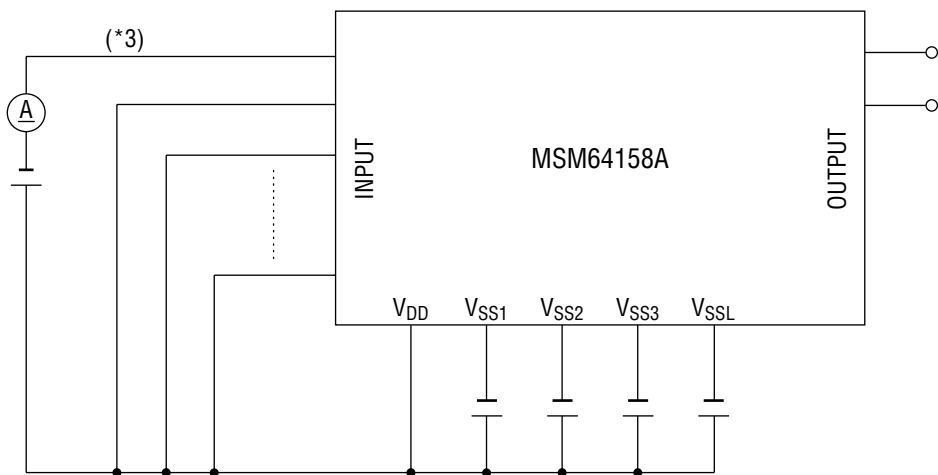 (*3)
A
INPUT
MSM64158A
OUTPUT
VDD VSS1 VSS2 VSS3 VSSL